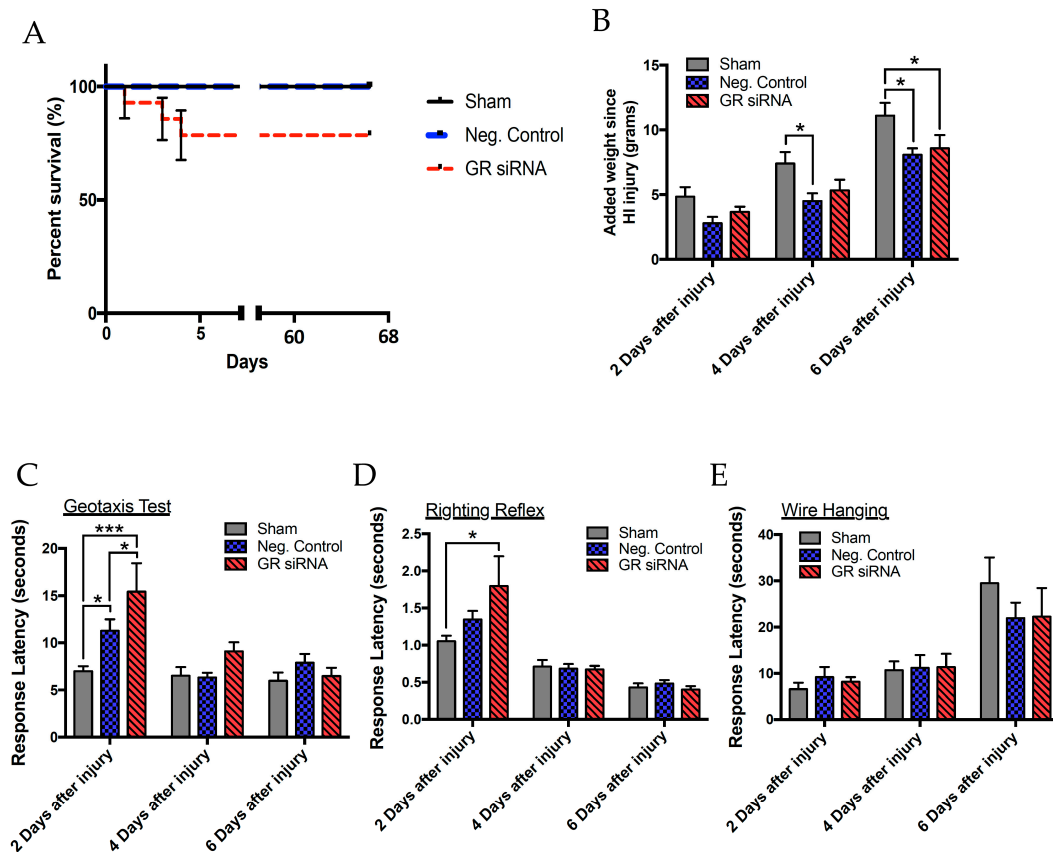 A
Percent survival (%)
100
50
0
0
5
60
68
Days
Sham
Neg. Control
GR siRNA
B
Added weight since
HI injury (grams)
15
10
5
0
Sham
Neg. Control
GR siRNA
*
*
*
2 Days after injury
4 Days after injury
6 Days after injury
C
Geotaxis Test
Response Latency (seconds)
20
15
10
5
0
***
*
*
Sham
Neg. Control
GR siRNA
2 Days after injury
4 Days after injury
6 Days after injury
D
Righting Reflex
Response Latency (seconds)
2.5
2.0
1.5
1.0
0.5
0.0
*
Sham
Neg. Control
GR siRNA
2 Days after injury
4 Days after injury
6 Days after injury
E
Wire Hanging
Response Latency (seconds)
40
30
20
10
0
Sham
Neg. Control
GR siRNA
2 Days after injury
4 Days after injury
6 Days after injury